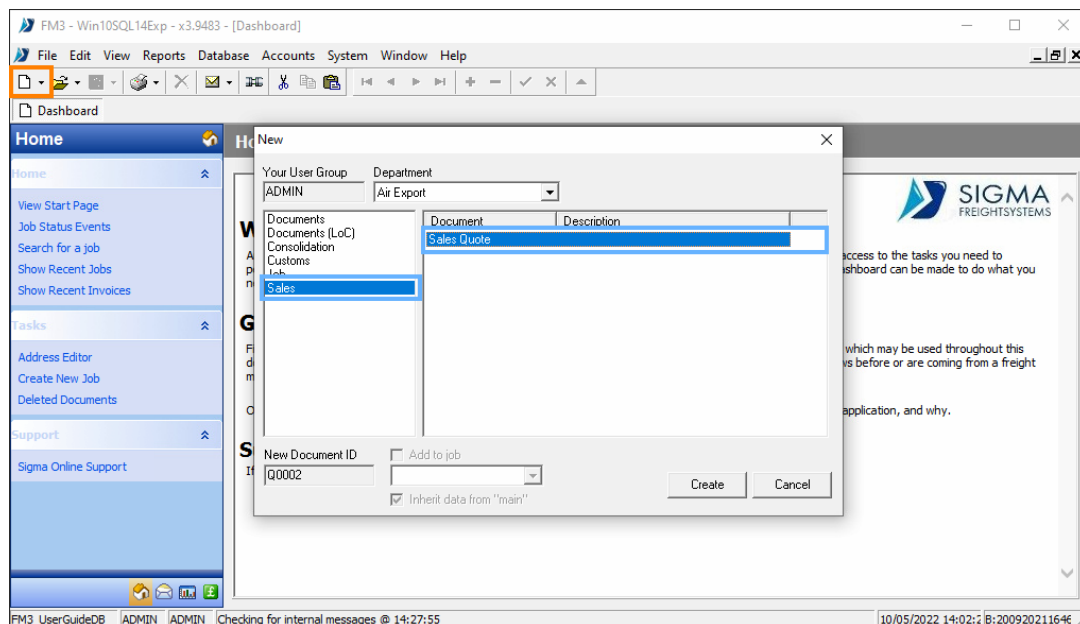 FM3 - Win10SQL14Exp - x3.9483 - [Dashboard]
File Edit View Reports Database Accounts System Window Help
Dashboard
Home
Home
View Start Page
Job Status Events
Search for a job
Show Recent Jobs
Show Recent Invoices
Tasks
Address Editor
Create New Job
Deleted Documents
Support
Sigma Online Support
New
Your User Group Department
ADMIN Air Export
Documents
Documents (LoC)
Consolidation
Customs
Job
Sales
Document Description
Sales Quote
New Document ID Add to job
Q0002
Inherit data from "main"
Create Cancel
SIGMA
FREIGHTSYSTEMS
access to the tasks you need to
dashboard can be made to do what you
which may be used throughout this
before or are coming from a freight
application, and why.
FM3_UserGuideDB ADMIN ADMIN Checking for internal messages @ 14:27:55
10/05/2022 14:02:2 B:200920211646